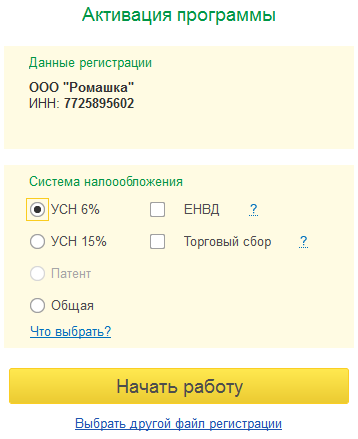 Активация программы
Данные регистрации
ООО "Ромашка"
ИНН: 7725895602
Система налоообложения
УСН 6% ЕНВД ?
УСН 15% Торговый сбор ?
Патент
Общая
Что выбрать?
Начать работу
Выбрать другой файл регистрации